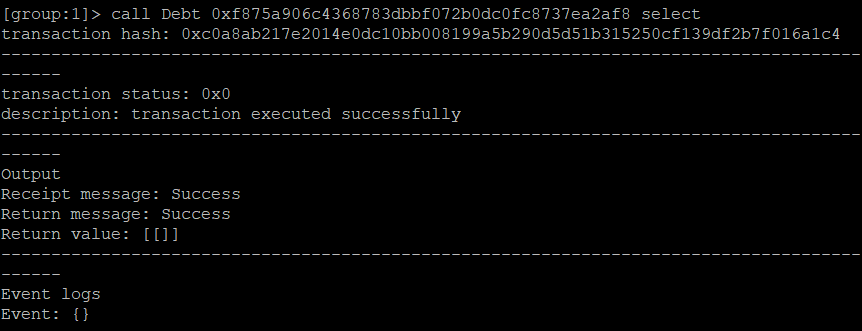 [group:1]> call Debt 0xf875a906c4368783dbbf072b0dc0fc8737ea2af8 select
transaction hash: 0xc0a8ab217e2014e0dc10bb008199a5b290d5d51b315250cf139df2b7f016a1c4
--------------------------------------------------------------------------------------
------
transaction status: 0x0
description: transaction executed successfully
--------------------------------------------------------------------------------------
------
Output
Receipt message: Success
Return message: Success
Return value: [[]]
--------------------------------------------------------------------------------------
------
Event logs
Event: {}